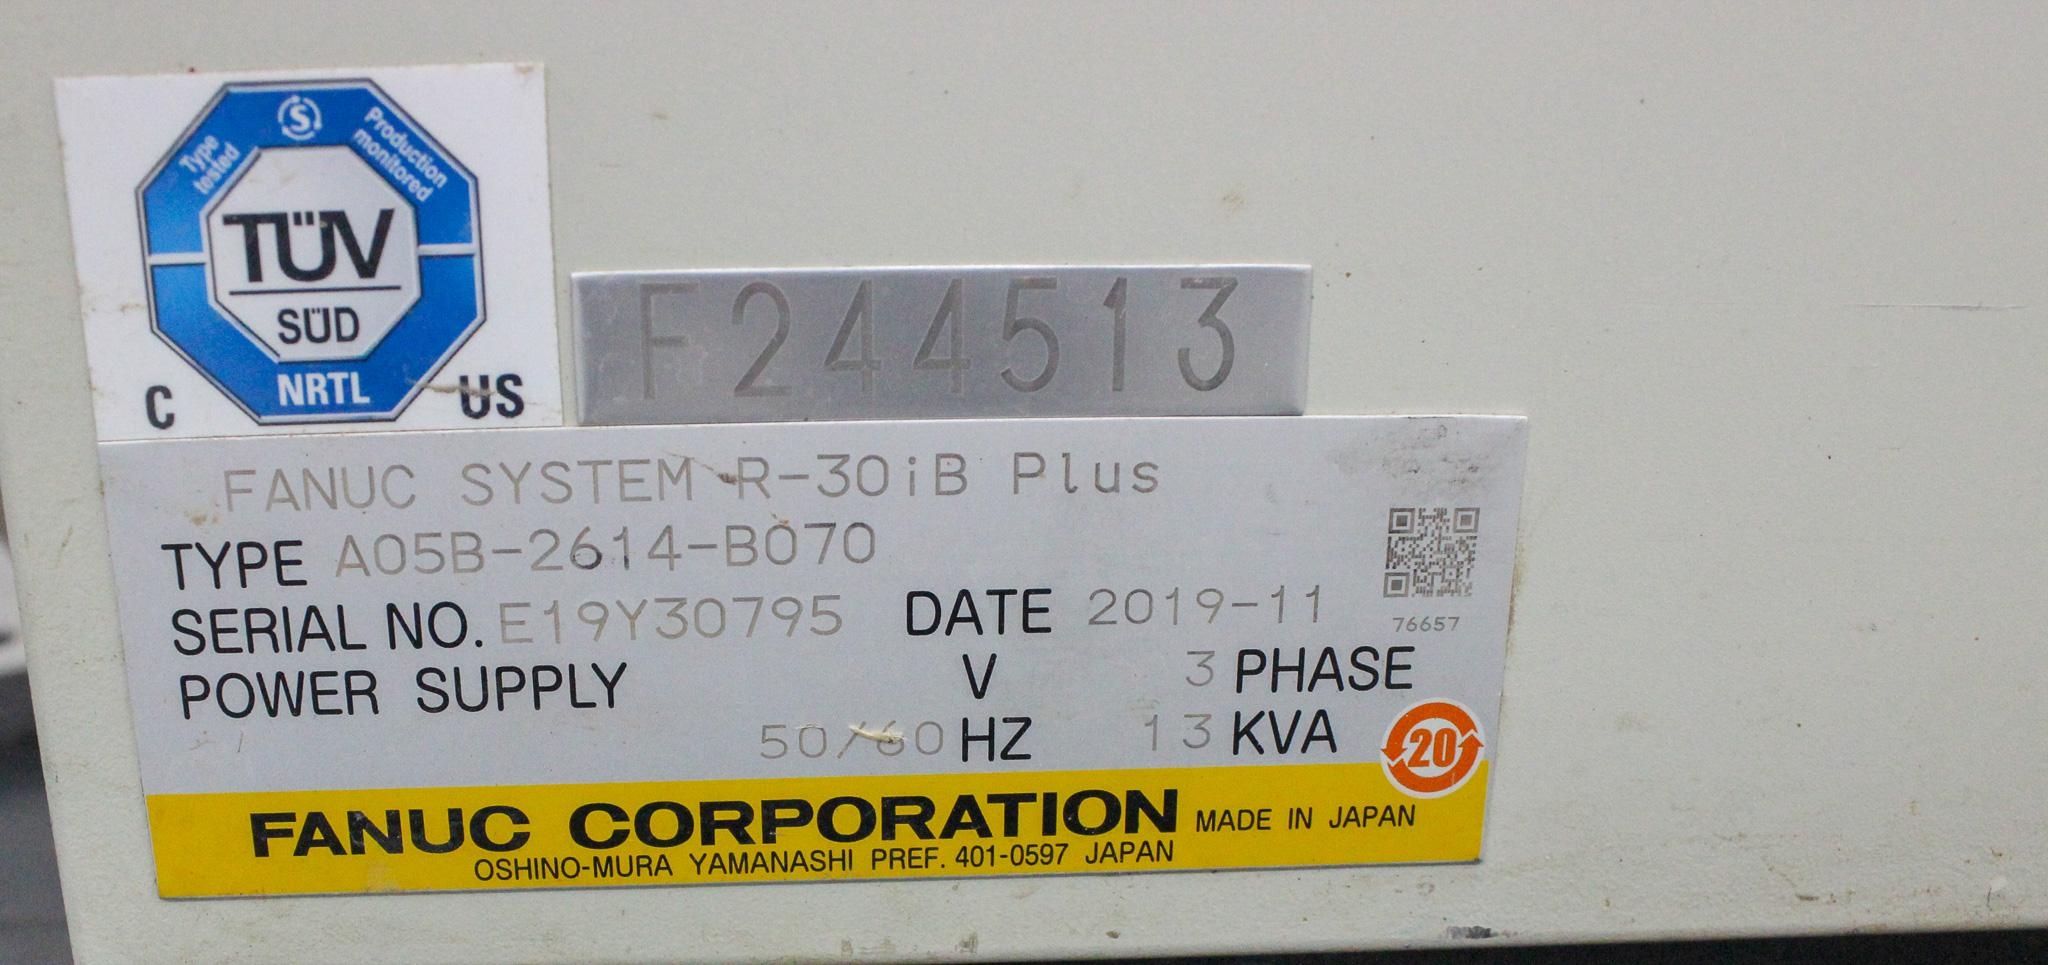 Type tested
S
Production monitored
TÜV
SÜD
NRTL
C US
F244513
FANUC SYSTEM R-30iB Plus
TYPE A05B-2614-B070
SERIAL NO. E19Y30795 DATE 2019-11
76657
POWER SUPPLY V 3 PHASE
50/60 HZ 13 KVA
20
FANUC CORPORATION MADE IN JAPAN
OSHINO-MURA YAMANASHI PREF. 401-0597 JAPAN